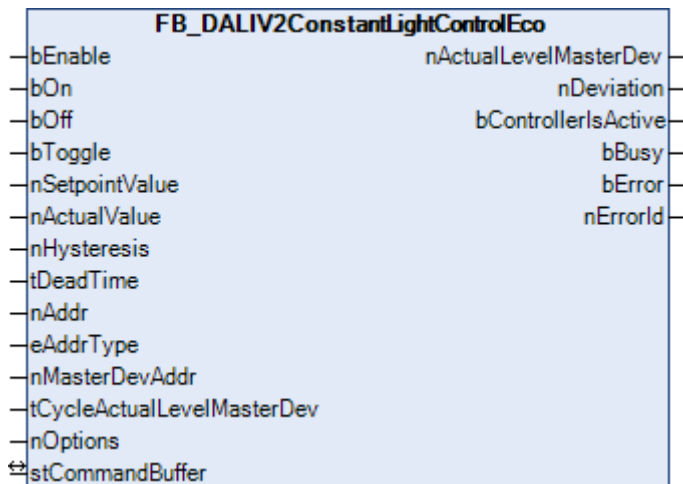 FB_DALIV2ConstantLightControlEco
bEnable nActualLevelMasterDev
bOn nDeviation
bOff bControllerIsActive
bToggle bBusy
nSetpointValue bError
nActualValue nErrorId
nHysteresis
tDeadTime
nAddr
eAddrType
nMasterDevAddr
tCycleActualLevelMasterDev
nOptions
stCommandBuffer